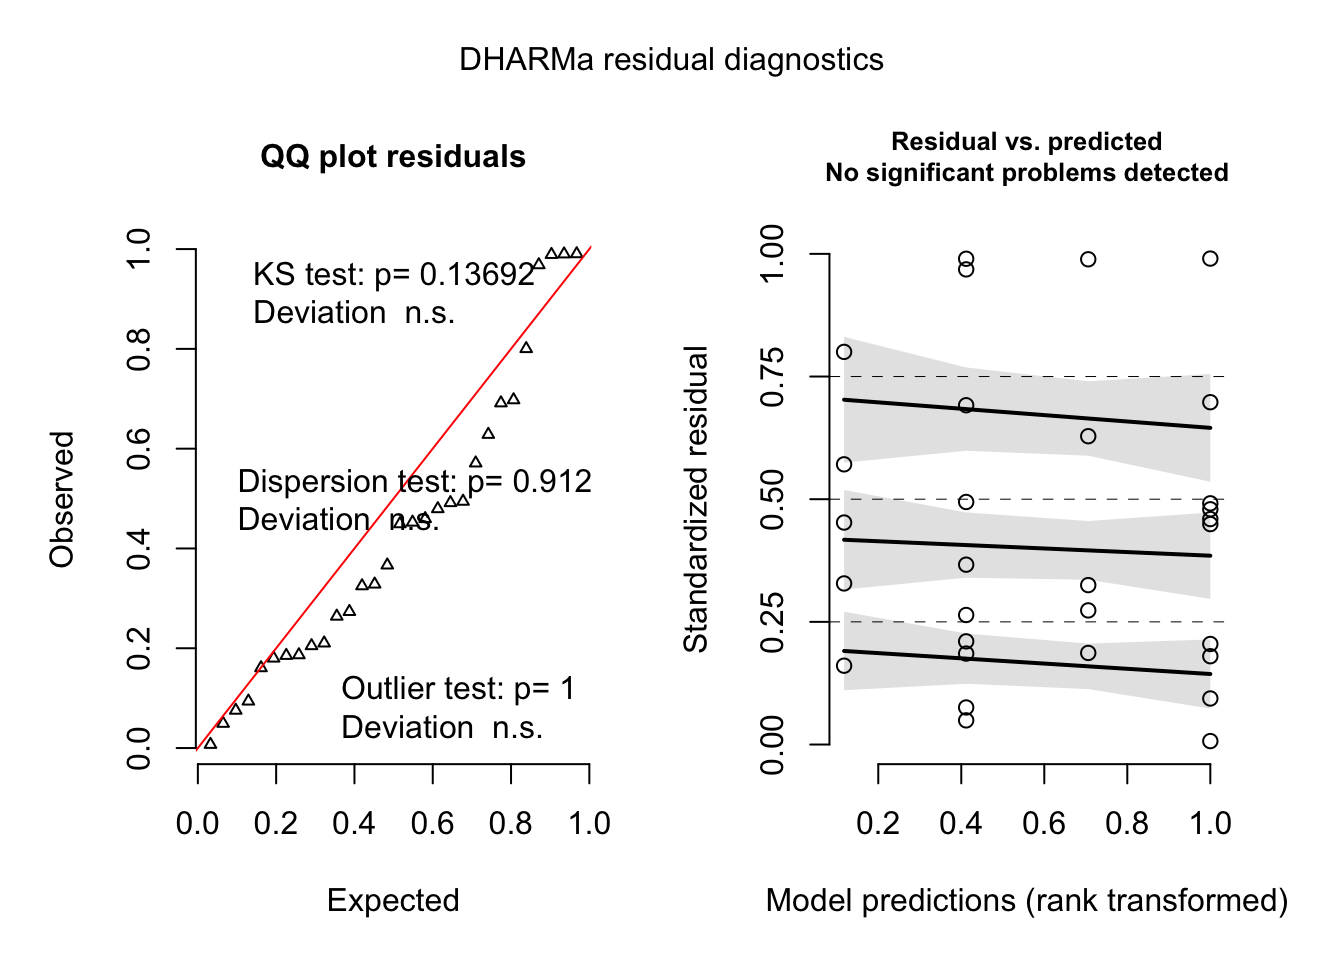 DHARMa residual diagnostics
QQ plot residuals
KS test: p= 0.13692
Deviation  n.s.
Dispersion test: p= 0.912
Deviation  n.s.
Outlier test: p= 1
Deviation  n.s.
Observed
0.0 0.2 0.4 0.6 0.8 1.0
0.0 0.2 0.4 0.6 0.8 1.0
Expected
Residual vs. predicted
No significant problems detected
Standardized residual
0.00 0.25 0.50 0.75 1.00
0.2 0.4 0.6 0.8 1.0
Model predictions (rank transformed)